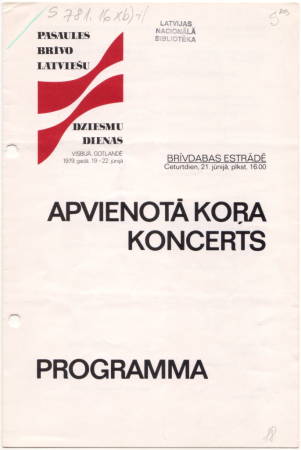 S 781. 16 xb)71
PASAULES
BRĪVO
LATVIEŠU
DZIESMU
DIENAS
VISBIJĀ, GOTLANDĒ
1979. gadā, 19 - 22. jūnijā
LATVIJAS
NACIONĀLĀ
BIBLIOTĒKA
BRĪVDABAS ESTRĀDĒ
Ceturtdien, 21. jūnijā, plkst. 16.00
APVIENOTĀ KOŖA
KONCERTS
PROGRAMMA